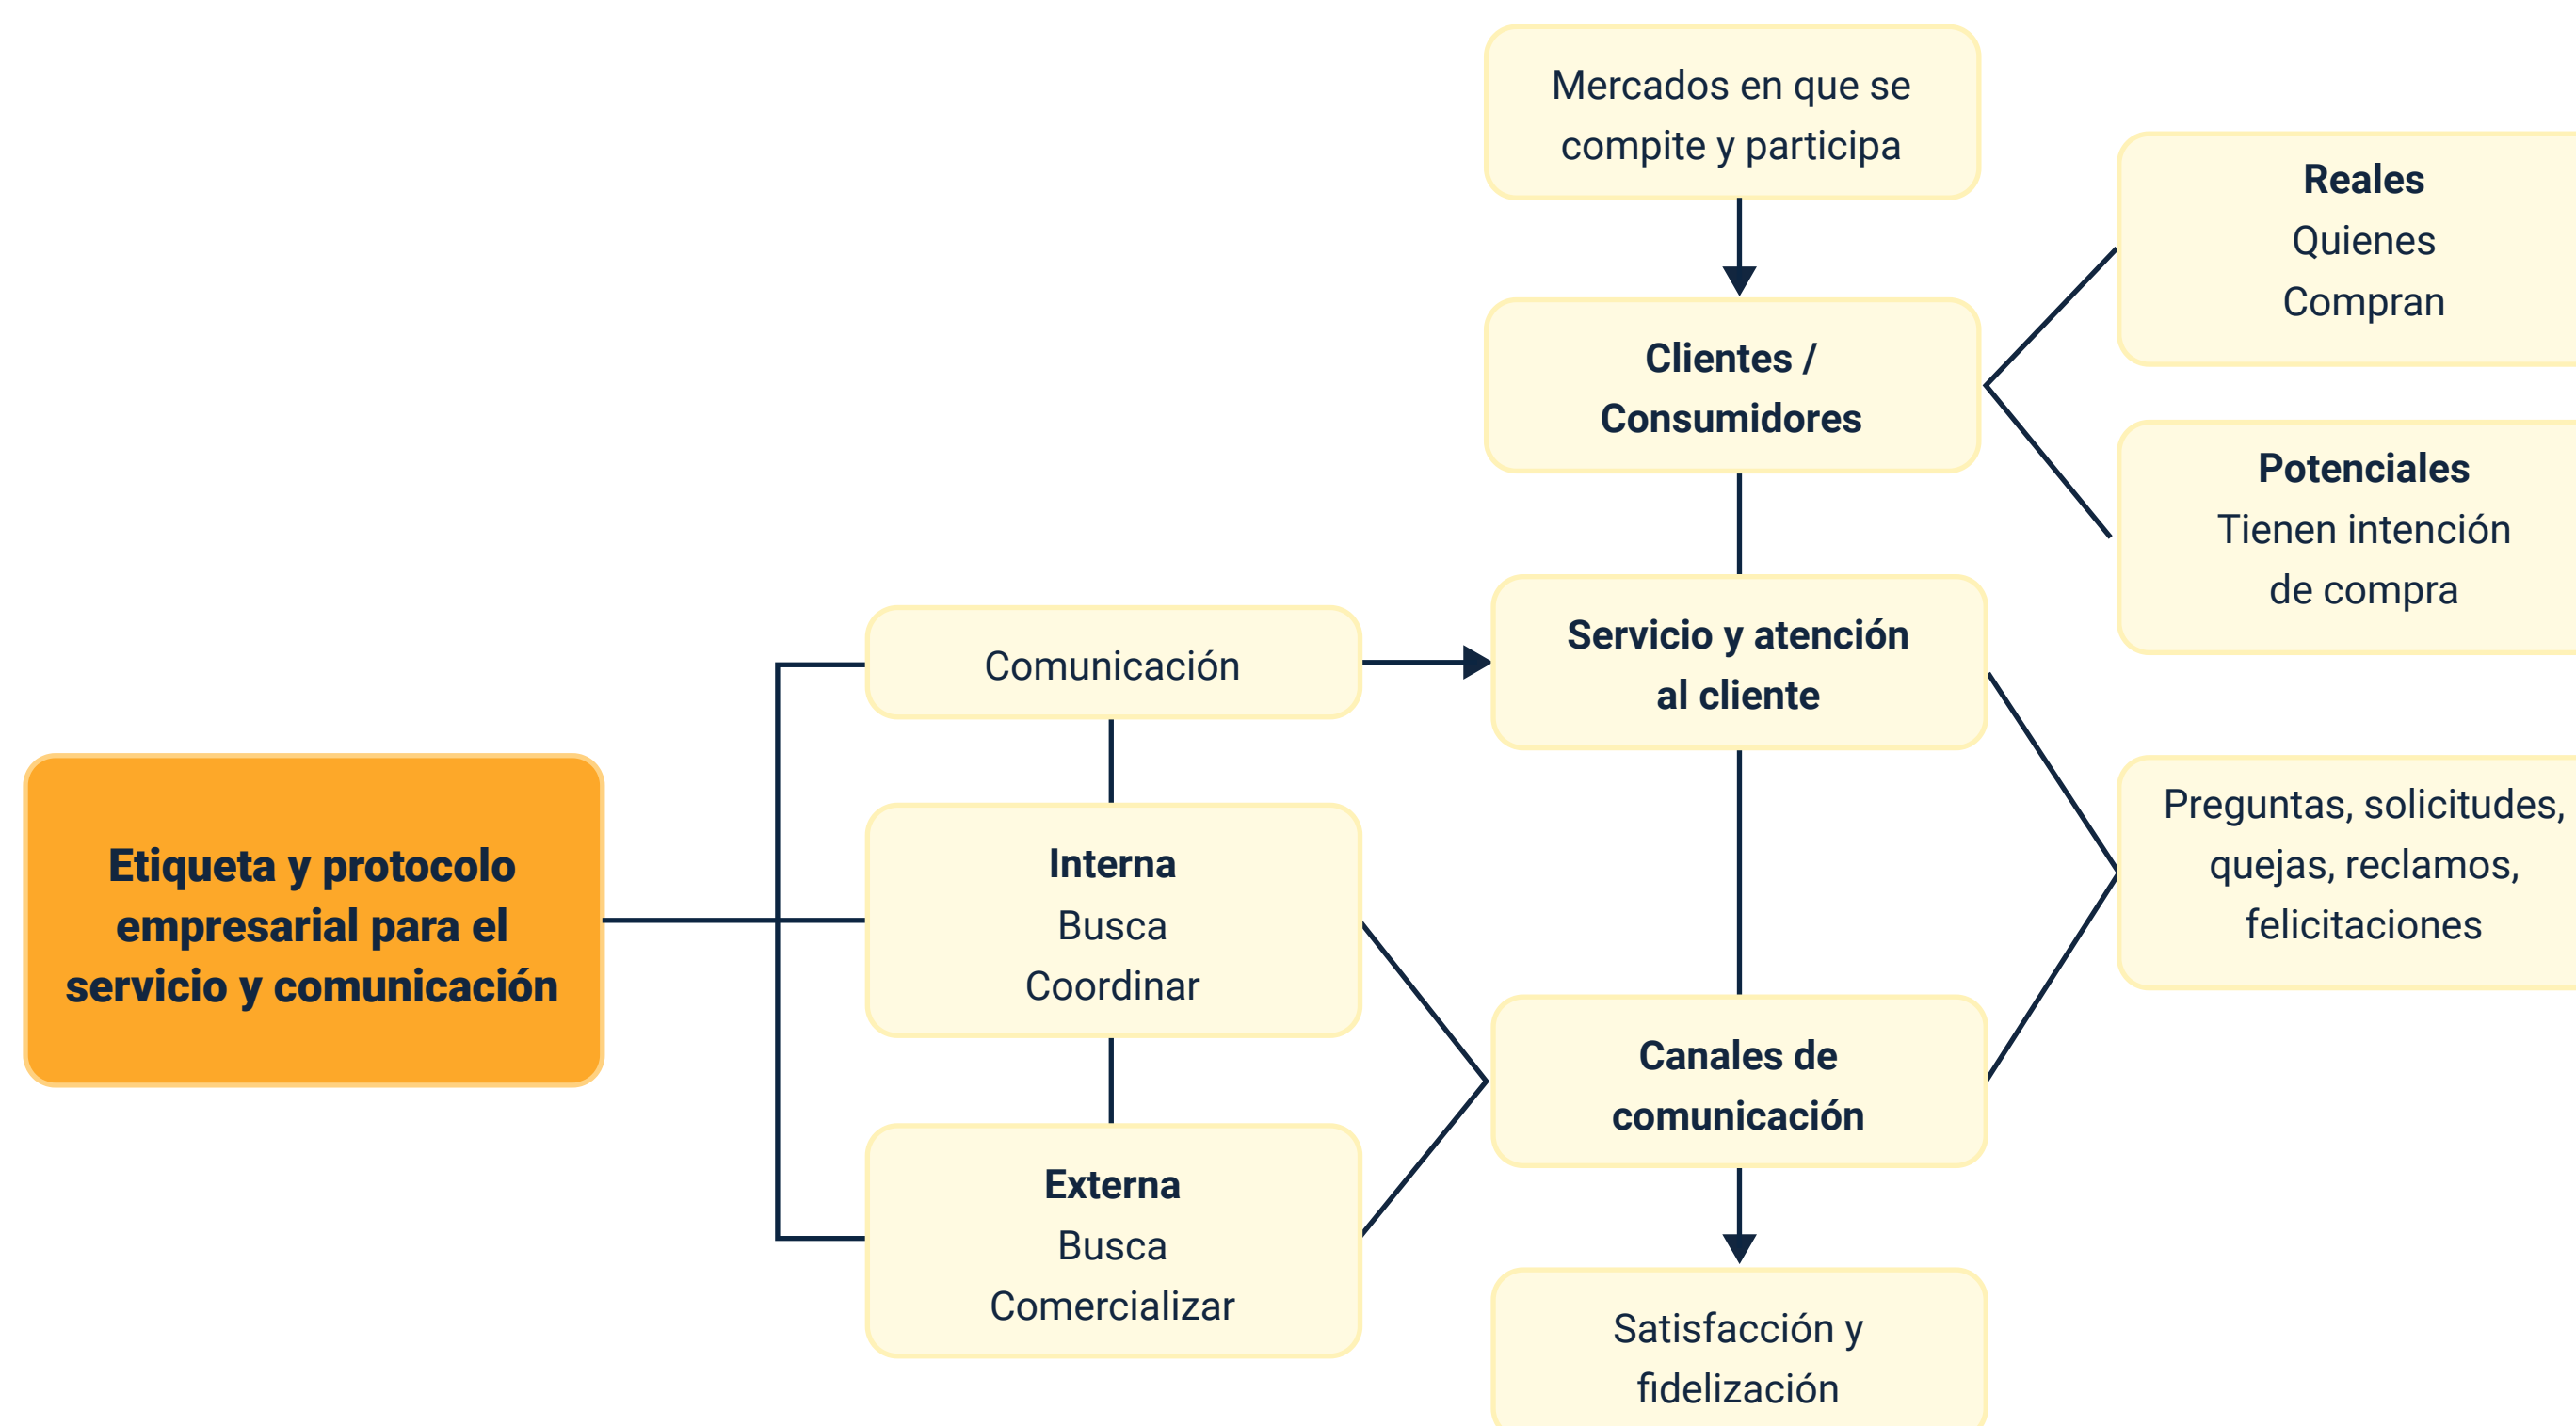 Mercados en que se
compite y participa
Reales
Quienes
Compran
Clientes /
Consumidores
Potenciales
Tienen intención
de compra
Servicio y atención
al cliente
Comunicación
Preguntas, solicitudes,
quejas, reclamos,
felicitaciones
Etiqueta y protocolo
empresarial para el
servicio y comunicación
Interna
Busca
Coordinar
Canales de
comunicación
Externa
Busca
Comercializar
Satisfacción y
fidelización